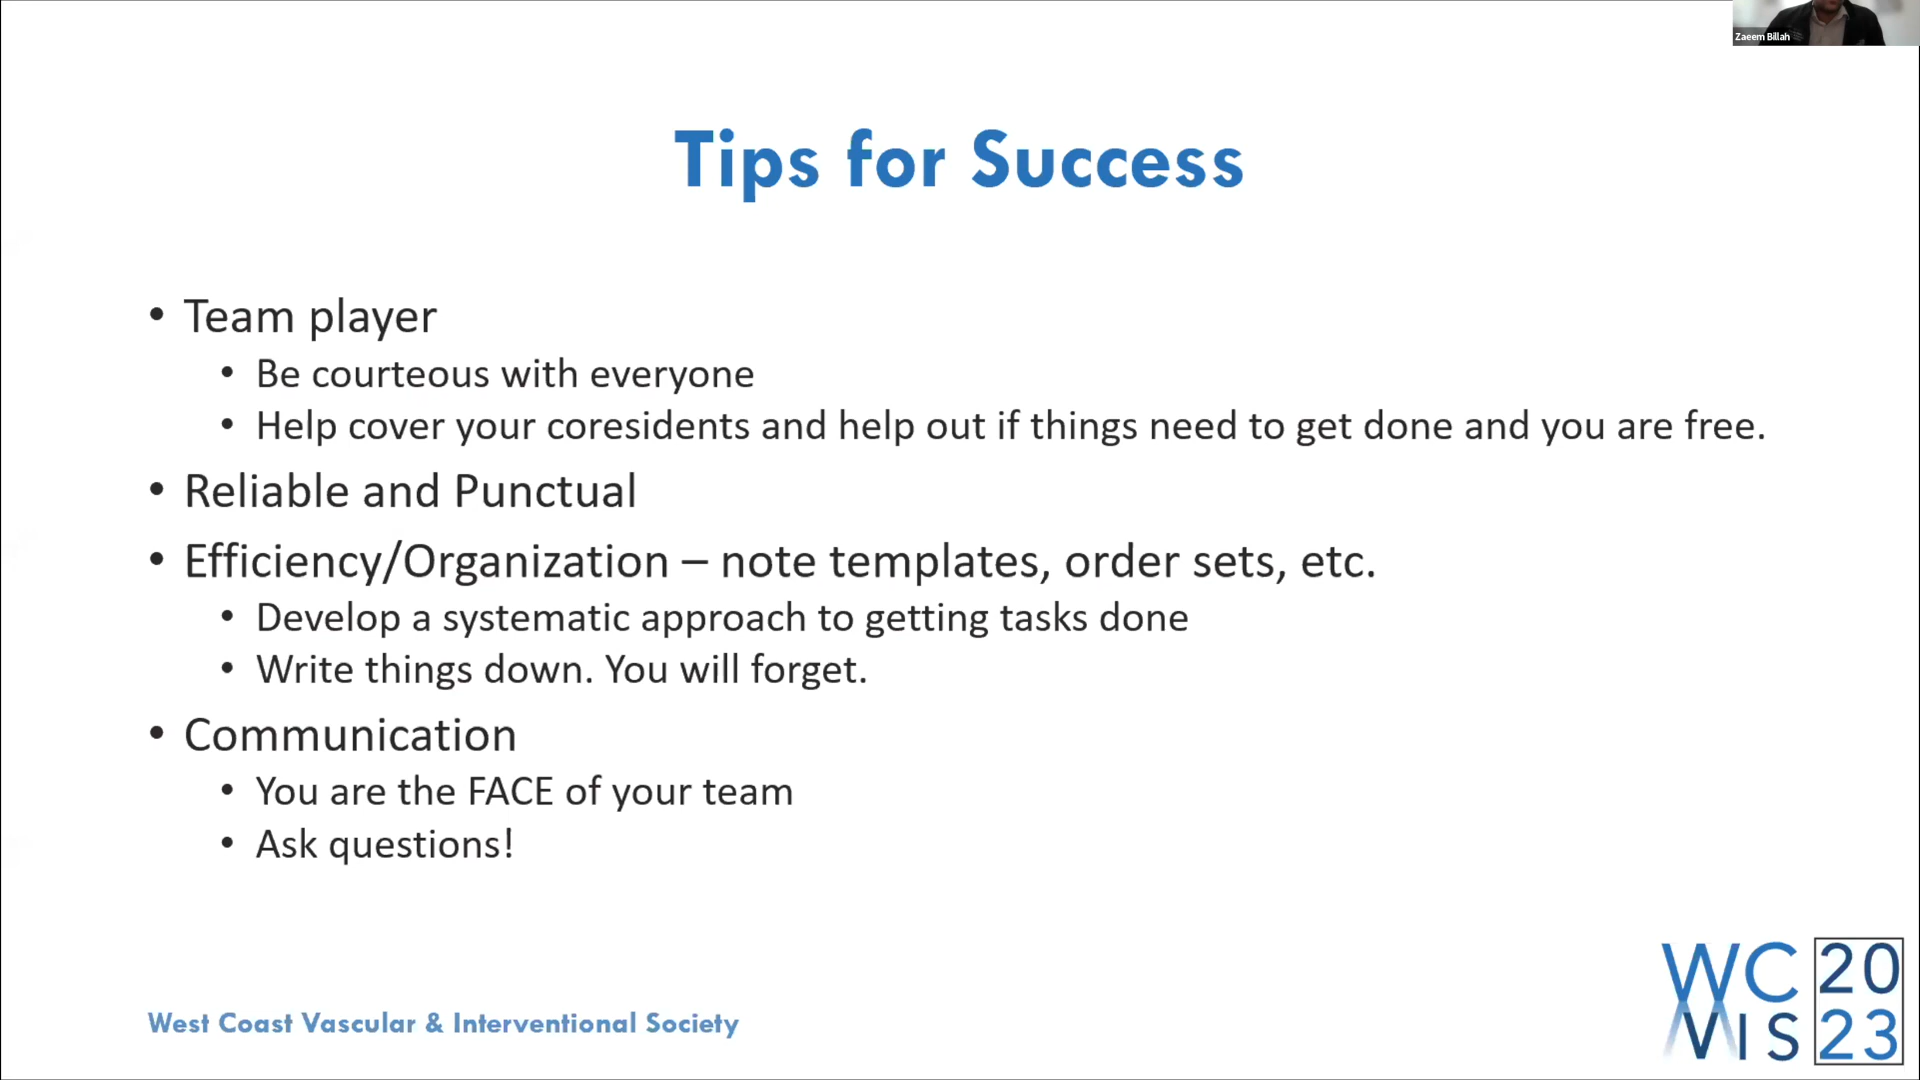 Zaeem Billah
Tips for Success
• Team player
• Be courteous with everyone
• Help cover your coresidents and help out if things need to get done and you are free.
• Reliable and Punctual
• Efficiency/Organization – note templates, order sets, etc.
• Develop a systematic approach to getting tasks done
• Write things down. You will forget.
• Communication
• You are the FACE of your team
• Ask questions!
West Coast Vascular & Interventional Society
WC 20
VIS 23